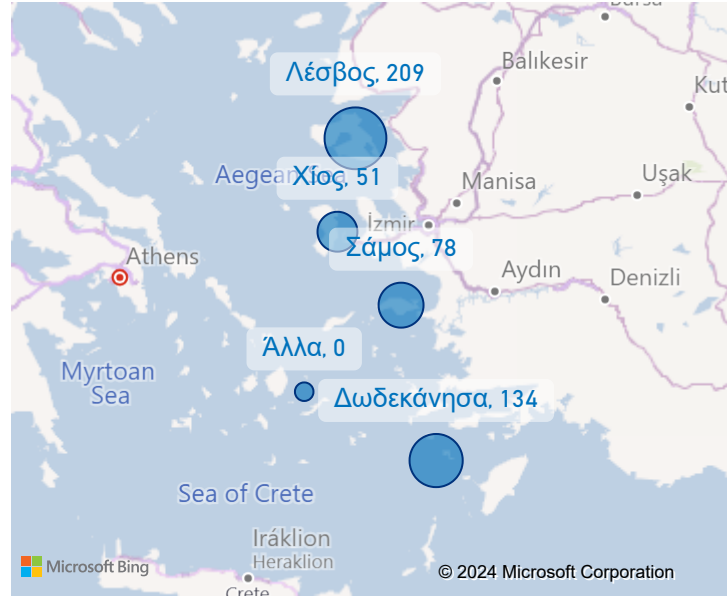 Bursa
Λέσβος, 209
Balıkesir
Kut
Aegean Sea
Χίος, 51
Manisa
Uşak
İzmir
Σάμος, 78
Athens
Aydın
Denizli
Άλλα, 0
Myrtoan
Sea
Δωδεκάνησα, 134
Sea of Crete
Iráklion
Heraklion
Microsoft Bing
© 2024 Microsoft Corporation
Crete